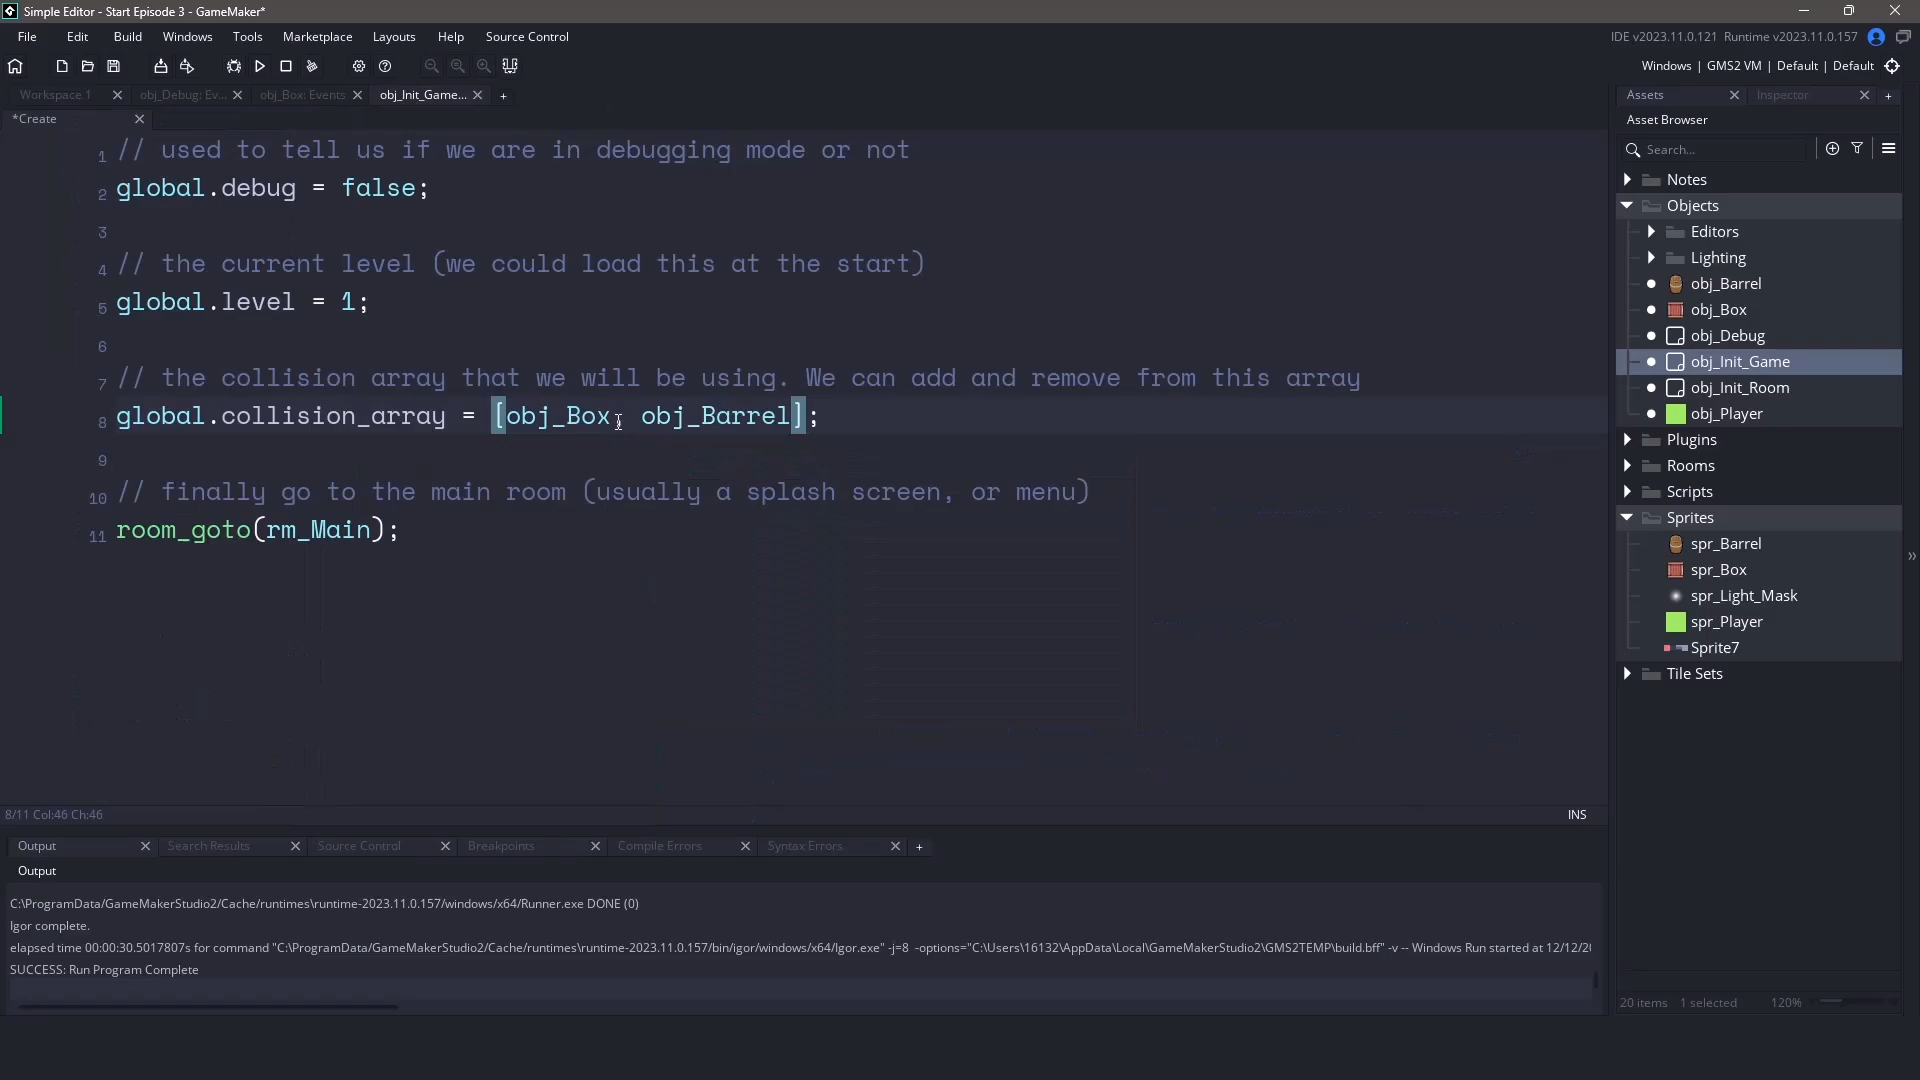 Simple Editor - Start Episode 3 - GameMaker*
File Edit Build Windows Tools Marketplace Layouts Help Source Control
IDE v2023.11.0.121 Runtime v2023.11.0.157
Windows | GMS2 VM | Default | Default
Workspace 1 obj_Debug: Ev... obj_Box: Events obj_Init_Game... +
*Create
1 // used to tell us if we are in debugging mode or not
2 global.debug = false;
3
4 // the current level (we could load this at the start)
5 global.level = 1;
6
7 // the collision array that we will be using. We can add and remove from this array
8 global.collision_array = [obj_Box, obj_Barrel];
9
10 // finally go to the main room (usually a splash screen, or menu)
11 room_goto(rm_Main);
8/11 Col:46 Ch:46
INS
Output Search Results Source Control Breakpoints Compile Errors Syntax Errors +
Output
C:\ProgramData/GameMakerStudio2/Cache/runtimes\runtime-2023.11.0.157/windows/x64/Runner.exe DONE (0)
Igor complete.
elapsed time 00:00:30.5017807s for command "C:\ProgramData/GameMakerStudio2/Cache/runtimes\runtime-2023.11.0.157/bin/igor/windows/x64/Igor.exe" -j=8 -options="C:\Users\16132\AppData\Local\GameMakerStudio2\GMS2TEMP\build.bff" -v -- Windows Run started at 12/12/20
SUCCESS: Run Program Complete
Assets Inspector +
Asset Browser
Search...
Notes
Objects
Editors
Lighting
obj_Barrel
obj_Box
obj_Debug
obj_Init_Game
obj_Init_Room
obj_Player
Plugins
Rooms
Scripts
Sprites
spr_Barrel
spr_Box
spr_Light_Mask
spr_Player
Sprite7
Tile Sets
20 items 1 selected 120%